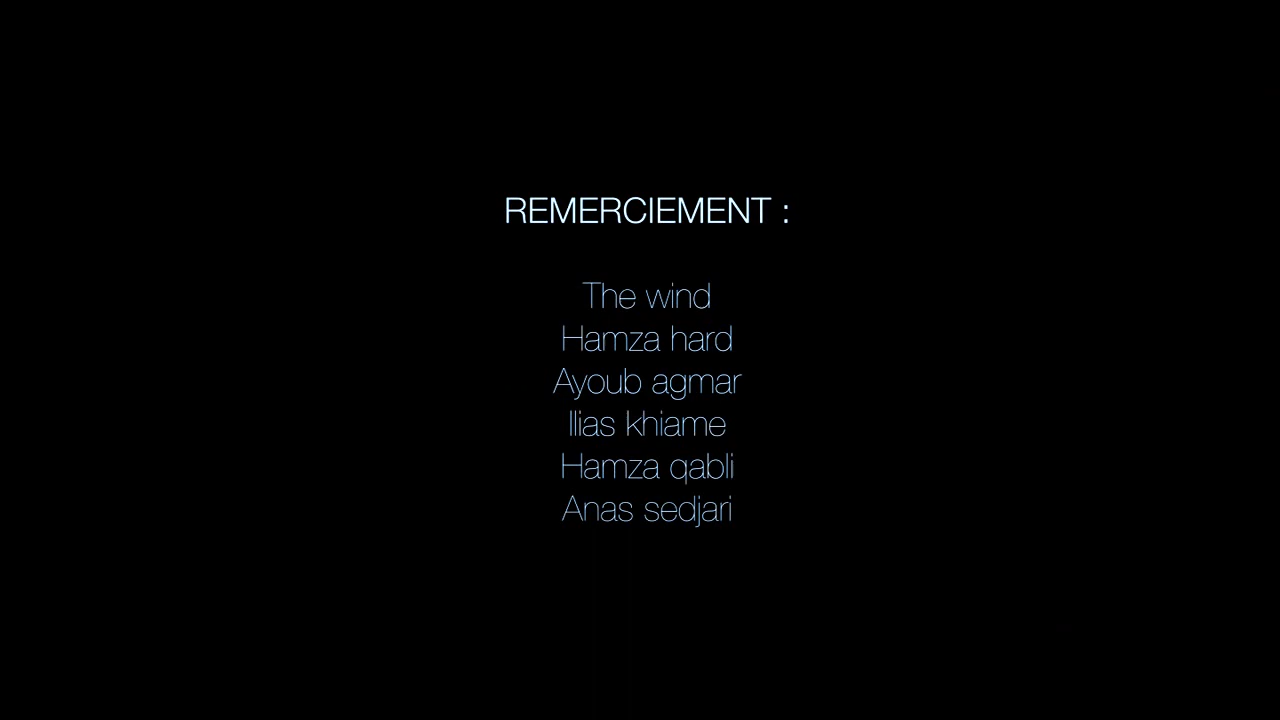 REMERCIEMENT :
The wind
Hamza hard
Ayoub agmar
Ilias khiame
Hamza qabli
Anas sedjari